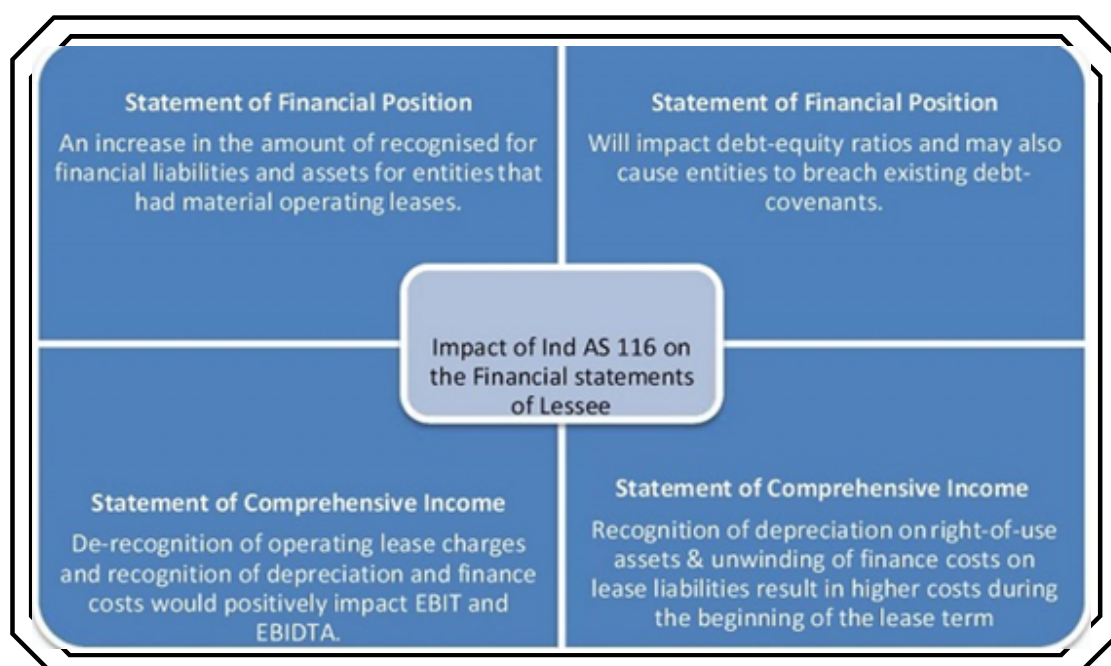 Statement of Financial Position
An increase in the amount of recognised for
financial liabilities and assets for entities that
had material operating leases.
Statement of Financial Position
Will impact debt-equity ratios and may also
cause entities to breach existing debt-
covenants.
Impact of Ind AS 116 on
the Financial statements
of Lessee
Statement of Comprehensive Income
De-recognition of operating lease charges
and recognition of depreciation and finance
costs would positively impact EBIT and
EBIDTA.
Statement of Comprehensive Income
Recognition of depreciation on right-of-use
assets & unwinding of finance costs on
lease liabilities result in higher costs during
the beginning of the lease term